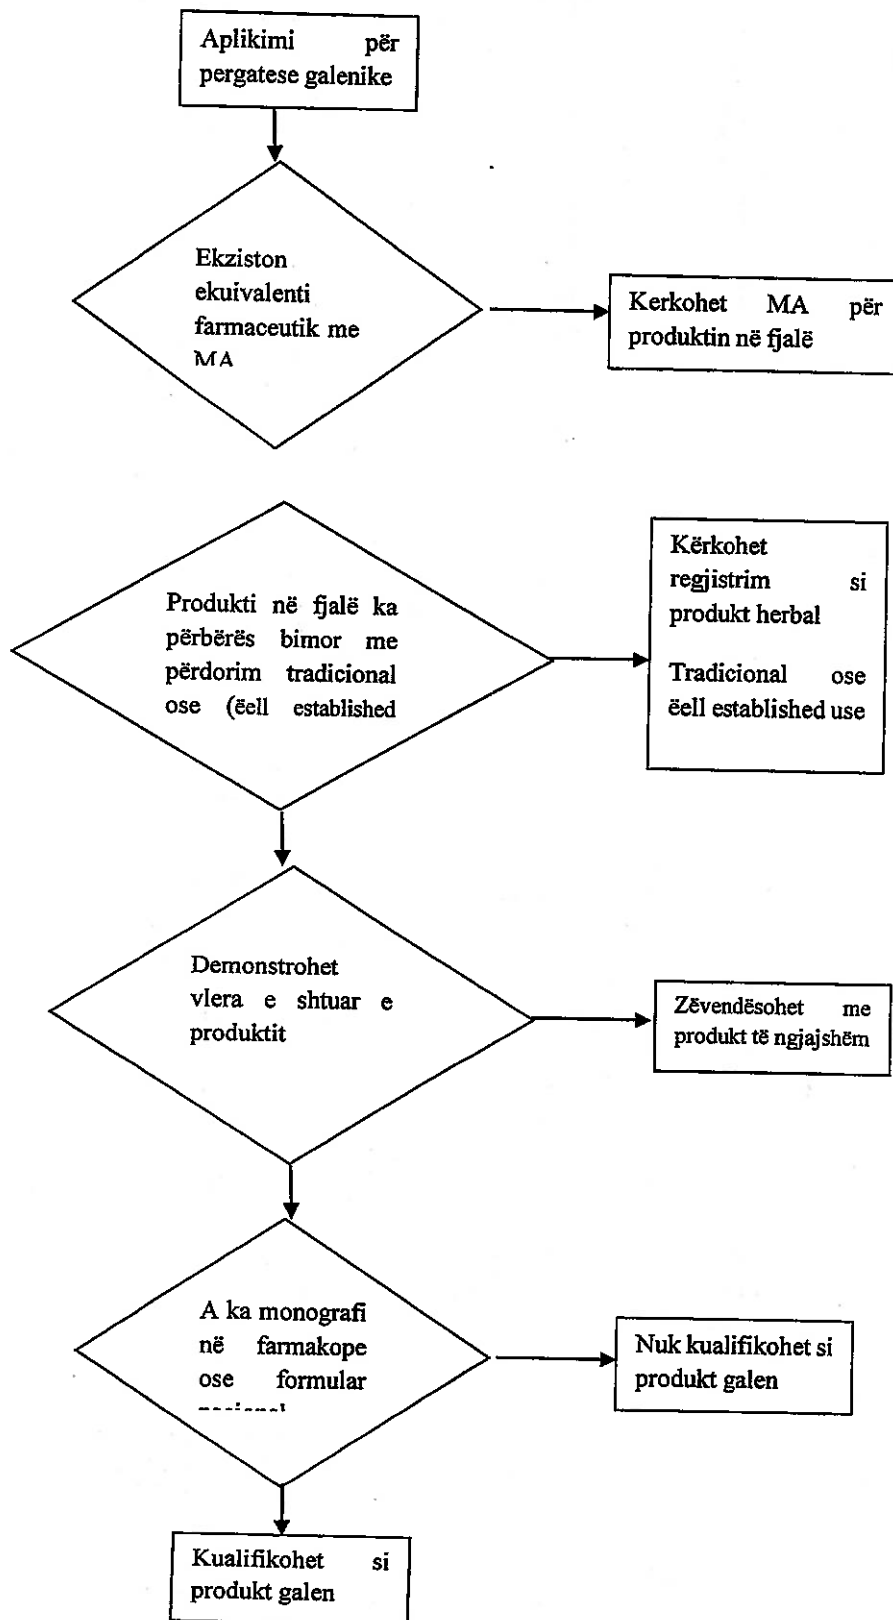 Aplikimi për
pergatese galenike
Ekziston
ekuivalenti
farmaceutik me
MA
Kerkohet MA për
produktin në fjalë
Produkti në fjalë ka
përbërës bimor me
përdorim tradicional
ose (ëell established
Kërkohet
regjistrim si
produkt herbal
Tradicional ose
ëell established use
Demonstrohet
vlera e shtuar e
produktit
Zëvendësohet me
produkt të ngjajshëm
A ka monografi
në farmakope
ose formular
Nuk kualifikohet si
produkt galen
Kualifikohet si
produkt galen